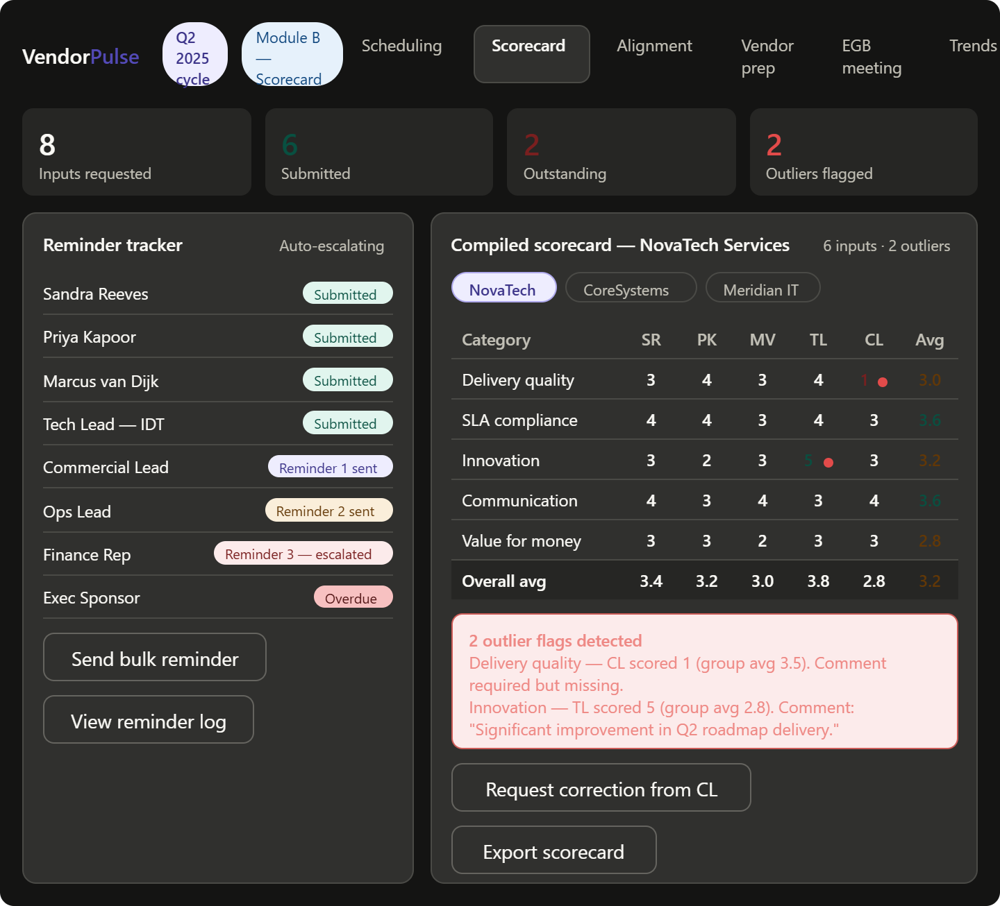 VendorPulse
Q2
2025
cycle
Module B
—
Scorecard
Scheduling
Scorecard
Alignment
Vendor
prep
EGB
meeting
Trends
8
Inputs requested
6
Submitted
2
Outstanding
2
Outliers flagged
Reminder tracker
Auto-escalating
Sandra Reeves Submitted
Priya Kapoor Submitted
Marcus van Dijk Submitted
Tech Lead — IDT Submitted
Commercial Lead Reminder 1 sent
Ops Lead Reminder 2 sent
Finance Rep Reminder 3 — escalated
Exec Sponsor Overdue
Send bulk reminder
View reminder log
Compiled scorecard — NovaTech Services
6 inputs · 2 outliers
NovaTech CoreSystems Meridian IT
Category SR PK MV TL CL Avg
Delivery quality 3 4 3 4 1 3.0
SLA compliance 4 4 3 4 3 3.6
Innovation 3 2 3 5 3 3.2
Communication 4 3 4 3 4 3.6
Value for money 3 3 2 3 3 2.8
Overall avg 3.4 3.2 3.0 3.8 2.8 3.2
2 outlier flags detected
Delivery quality — CL scored 1 (group avg 3.5). Comment
required but missing.
Innovation — TL scored 5 (group avg 2.8). Comment:
"Significant improvement in Q2 roadmap delivery."
Request correction from CL
Export scorecard